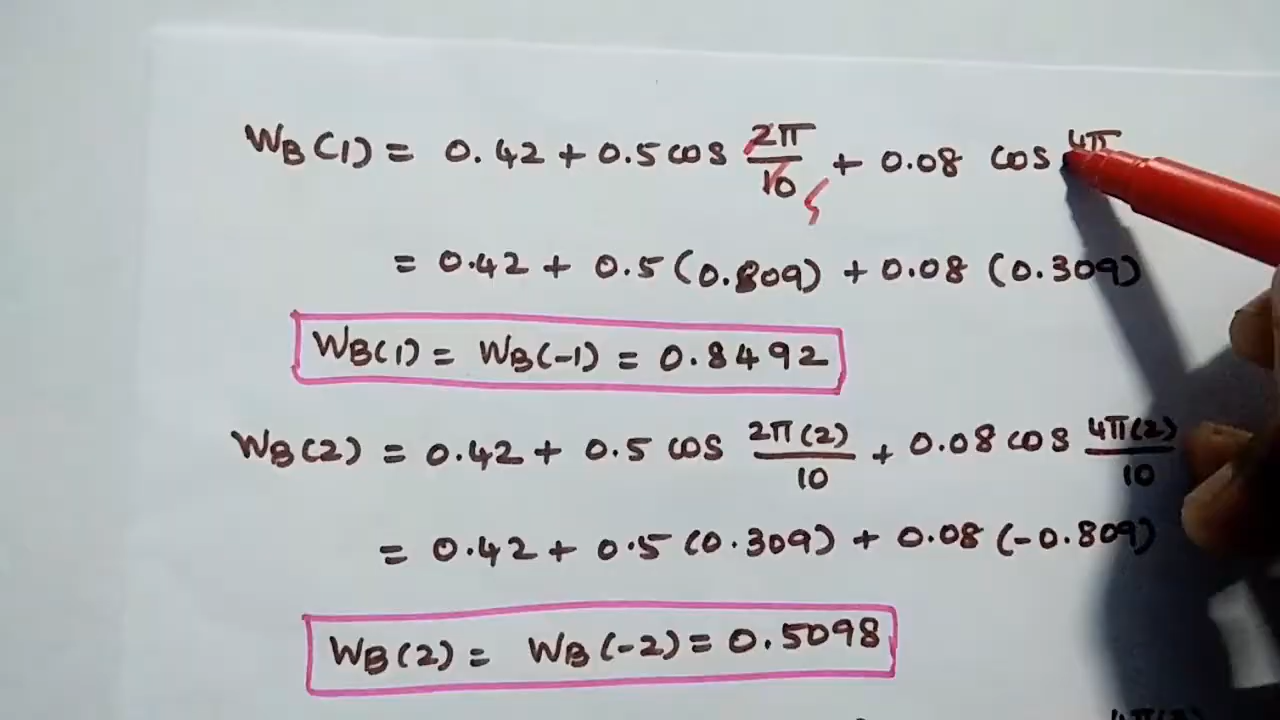 WB(1) = 0.42 + 0.5 cos 2π/10 5 + 0.08 cos 4π
= 0.42 + 0.5 (0.809) + 0.08 (0.309)
WB(1) = WB(-1) = 0.8492
WB(2) = 0.42 + 0.5 cos 2π(2)/10 + 0.08 cos 4π(2)/10
= 0.42 + 0.5 (0.309) + 0.08 (-0.809)
WB(2) = WB(-2) = 0.5098